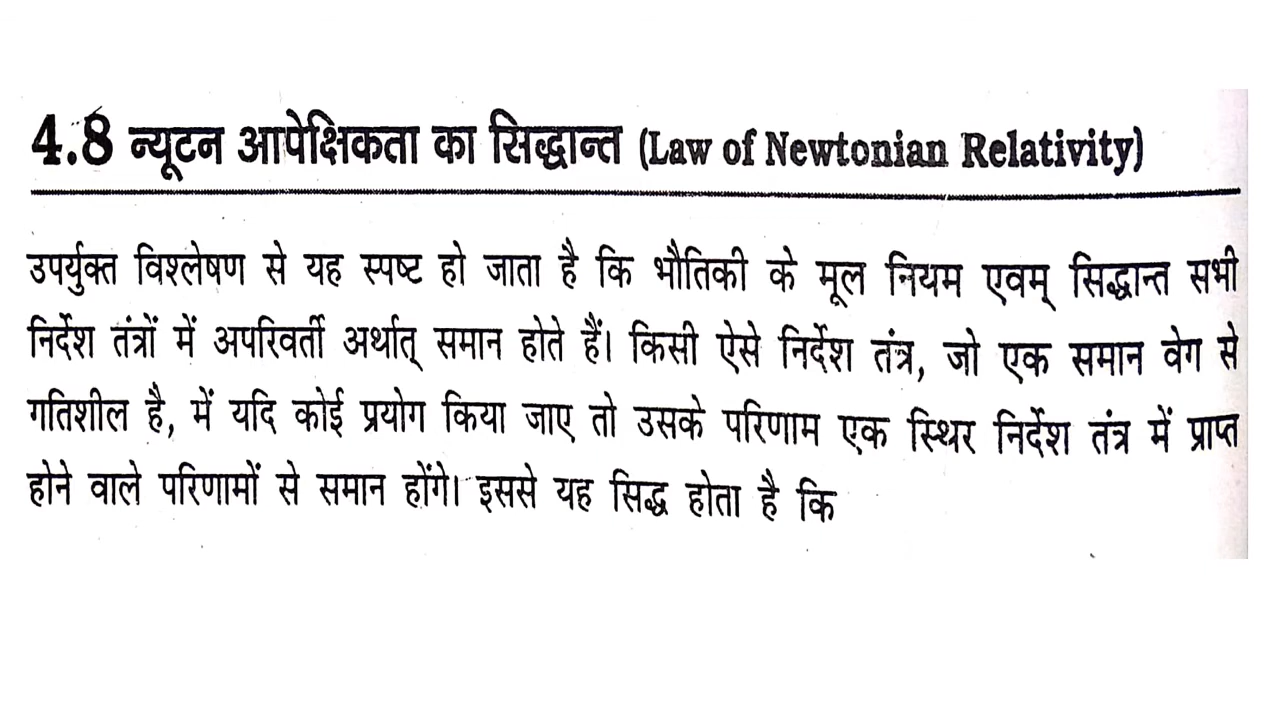 4.8 न्यूटन आपेक्षिकता का सिद्धान्त (Law of Newtonian Relativity)
उपर्युक्त विश्लेषण से यह स्पष्ट हो जाता है कि भौतिकी के मूल नियम एवम् सिद्धान्त सभी
निर्देश तंत्रों में अपरिवर्ती अर्थात् समान होते हैं। किसी ऐसे निर्देश तंत्र, जो एक समान वेग से
गतिशील है, में यदि कोई प्रयोग किया जाए तो उसके परिणाम एक स्थिर निर्देश तंत्र में प्राप्त
होने वाले परिणामों से समान होंगे। इससे यह सिद्ध होता है कि